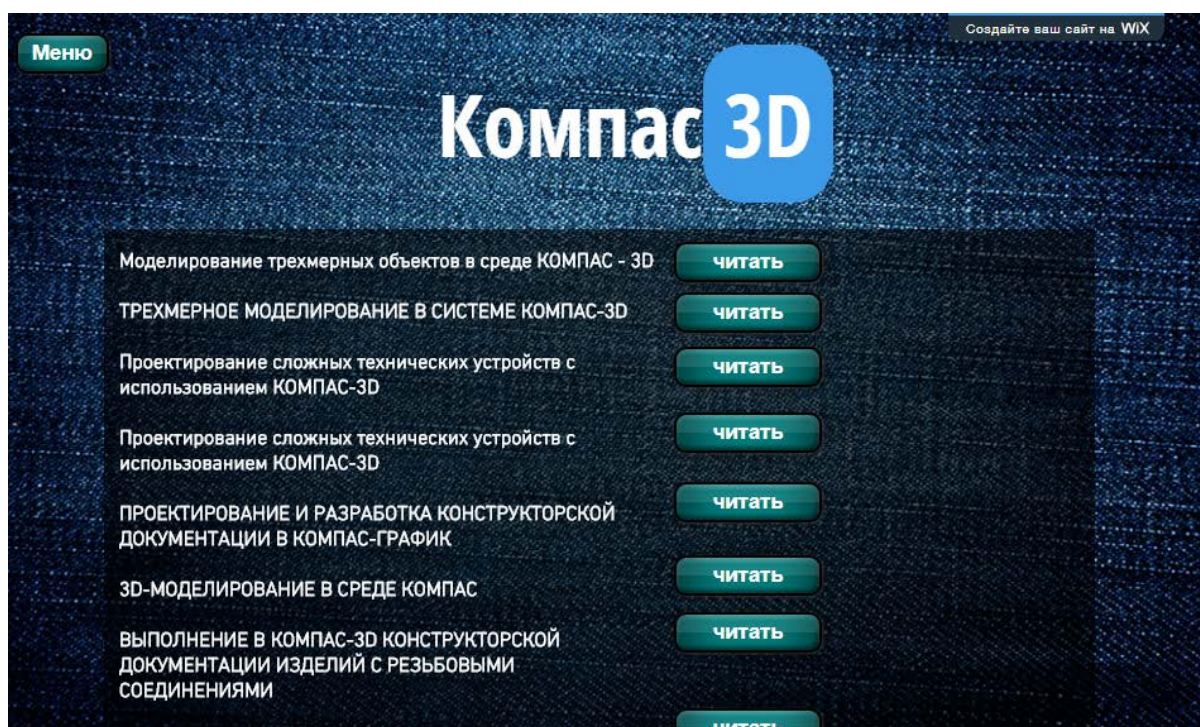 Создайте ваш сайт на WiX
Меню
Компас 3D
Моделирование трехмерных объектов в среде КОМПАС - 3D
читать
ТРЕХМЕРНОЕ МОДЕЛИРОВАНИЕ В СИСТЕМЕ КОМПАС-3D
читать
Проектирование сложных технических устройств с
использованием КОМПАС-3D
читать
Проектирование сложных технических устройств с
использованием КОМПАС-3D
читать
ПРОЕКТИРОВАНИЕ И РАЗРАБОТКА КОНСТРУКТОРСКОЙ
ДОКУМЕНТАЦИИ В КОМПАС-ГРАФИК
читать
3D-МОДЕЛИРОВАНИЕ В СРЕДЕ КОМПАС
читать
ВЫПОЛНЕНИЕ В КОМПАС-3D КОНСТРУКТОРСКОЙ
ДОКУМЕНТАЦИИ ИЗДЕЛИЙ С РЕЗЬБОВЫМИ
СОЕДИНЕНИЯМИ
читать
читать